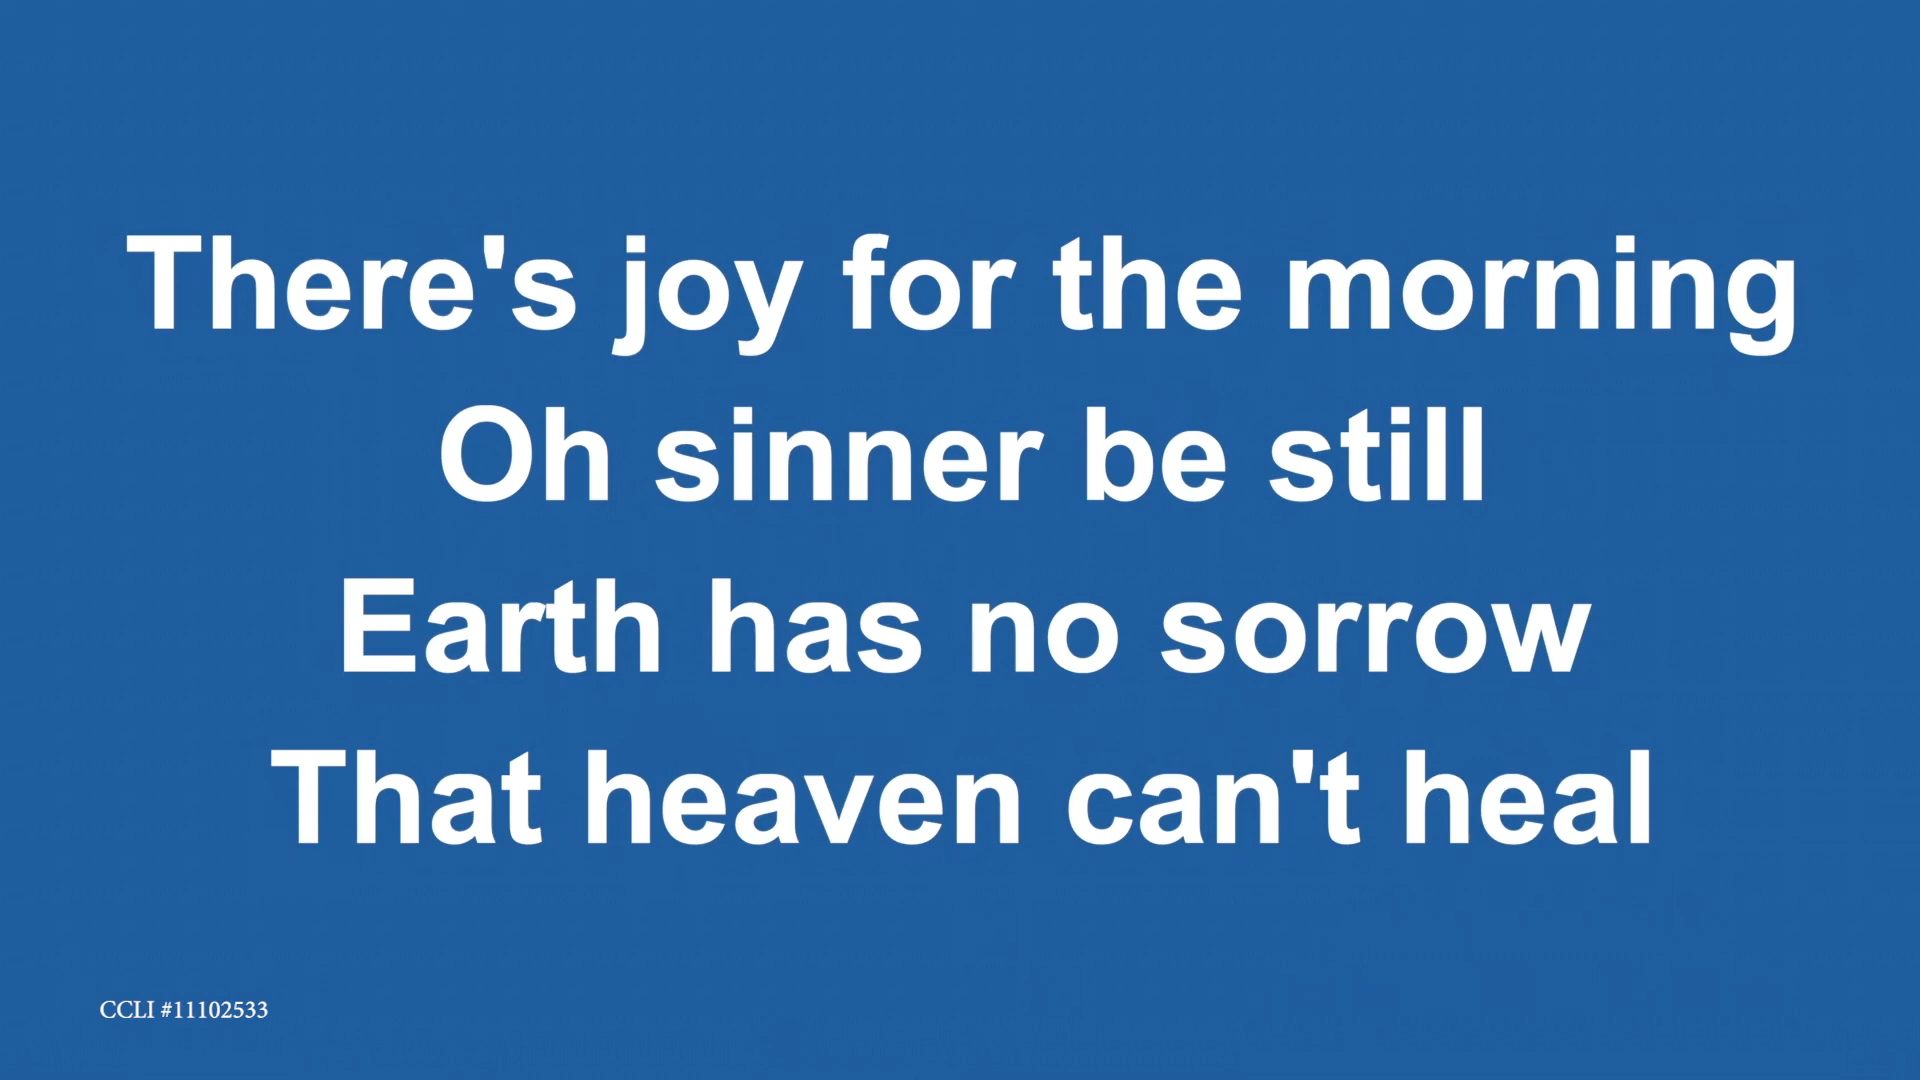 There's joy for the morning
Oh sinner be still
Earth has no sorrow
That heaven can't heal
CCLI #11102533